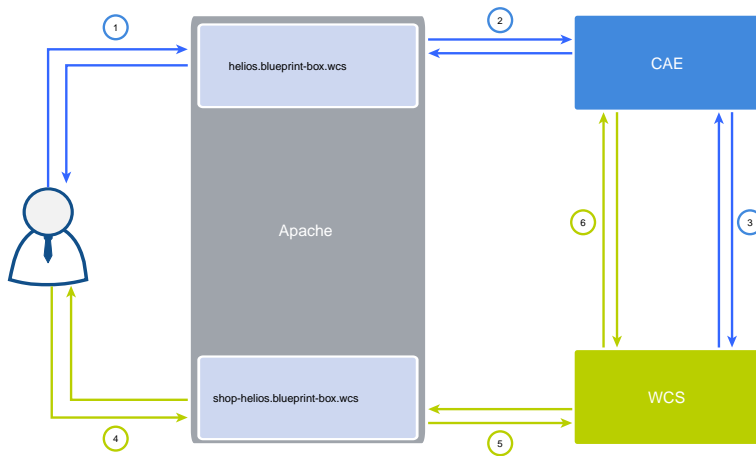 1
2
helios.blueprint-box.wcs
CAE
Apache
6
3
shop-helios.blueprint-box.wcs
WCS
4
5